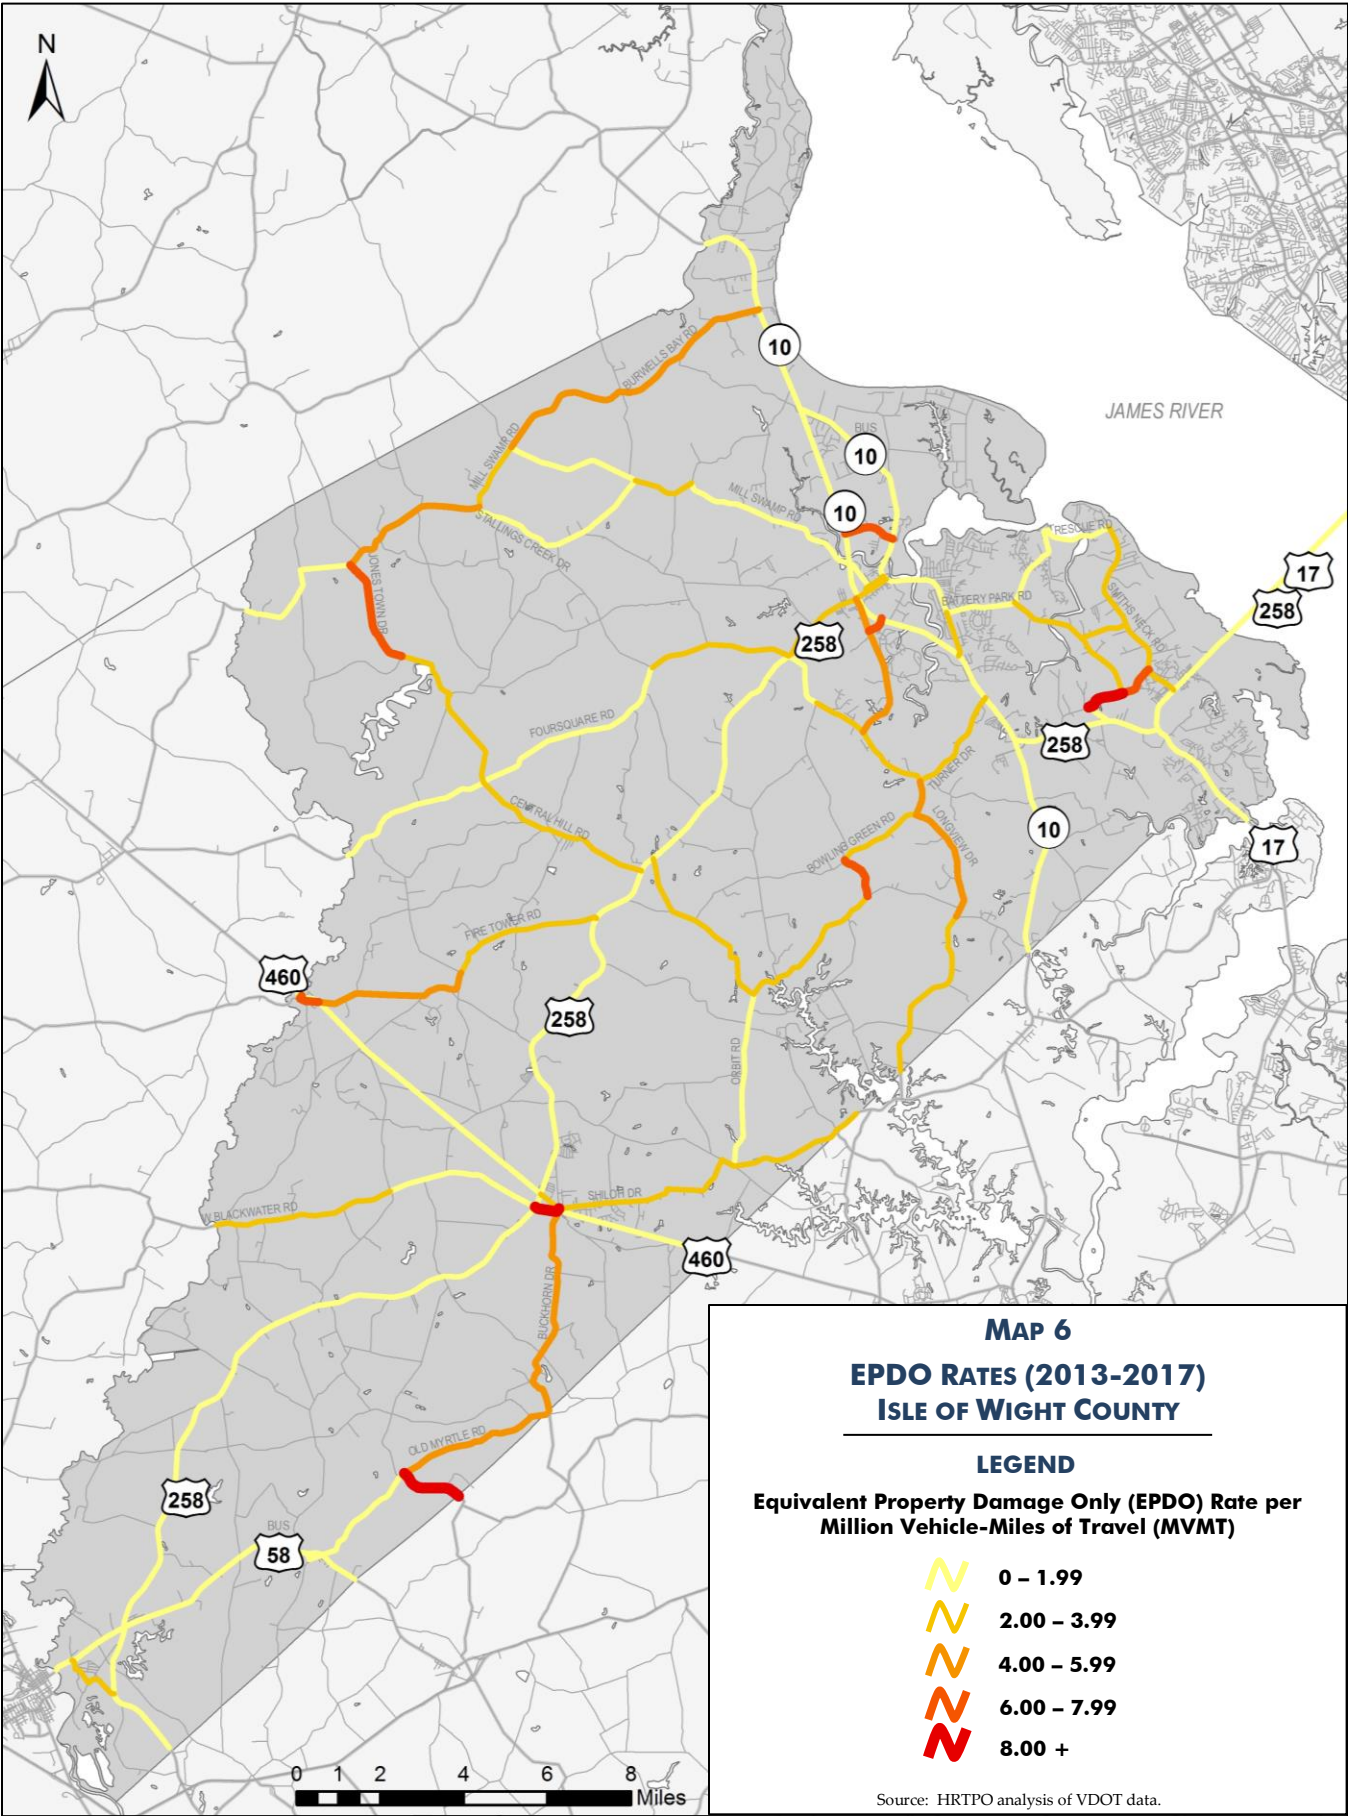 N
10
JAMES RIVER
BURWELLS BAY RD
BUS
10
MILL SWAMP RD
MILL SWAMP RD
10
STALLINGS CREEK DR
RESCUE RD
JONES TOWN DR
17
258
BATTERY PARK RD
SMITHS NECK RD
258
FOURSQUARE RD
258
TURNER DR
CENTRAL HILL RD
LONGVIEW DR
10
BOWLING GREEN RD
17
FIRE TOWER RD
460
258
ORBIT RD
SHILOH DR
W BLACKWATER RD
460
BUCKHORN DR
OLD MYRTLE RD
258
BUS
58
0 1 2 4 6 8
Miles
MAP 6
EPDO RATES (2013-2017)
ISLE OF WIGHT COUNTY
LEGEND
Equivalent Property Damage Only (EPDO) Rate per
Million Vehicle-Miles of Travel (MVMT)
0 – 1.99
2.00 – 3.99
4.00 – 5.99
6.00 – 7.99
8.00 +
Source: HRTPO analysis of VDOT data.